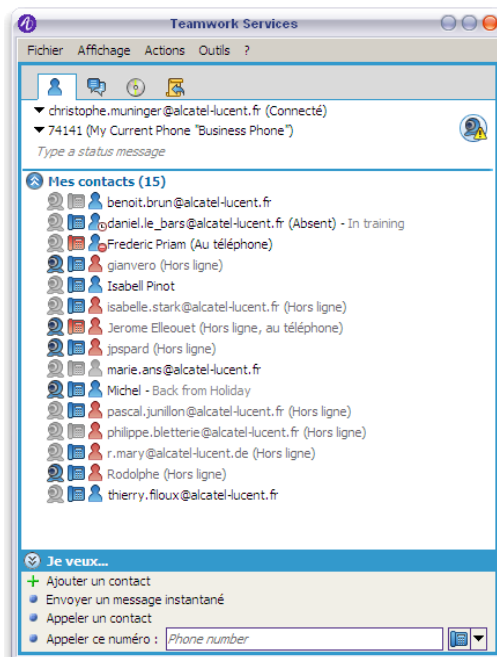 Teamwork Services
Fichier Affichage Actions Outils ?
christophe.muninger@alcatel-lucent.fr (Connecté)
74141 (My Current Phone "Business Phone")
Type a status message
Mes contacts (15)
benoit.brun@alcatel-lucent.fr
daniel.le_bars@alcatel-lucent.fr (Absent) - In training
Frederic Priam (Au téléphone)
gianvero (Hors ligne)
Isabell Pinot
isabelle.stark@alcatel-lucent.fr (Hors ligne)
Jerome Elleouet (Hors ligne, au téléphone)
jpspard (Hors ligne)
marie.ans@alcatel-lucent.fr
Michel - Back from Holiday
pascal.junillon@alcatel-lucent.fr (Hors ligne)
philippe.bletterie@alcatel-lucent.fr (Hors ligne)
r.mary@alcatel-lucent.de (Hors ligne)
Rodolphe (Hors ligne)
thierry.filoux@alcatel-lucent.fr
Je veux...
Ajouter un contact
Envoyer un message instantané
Appeler un contact
Appeler ce numéro : Phone number